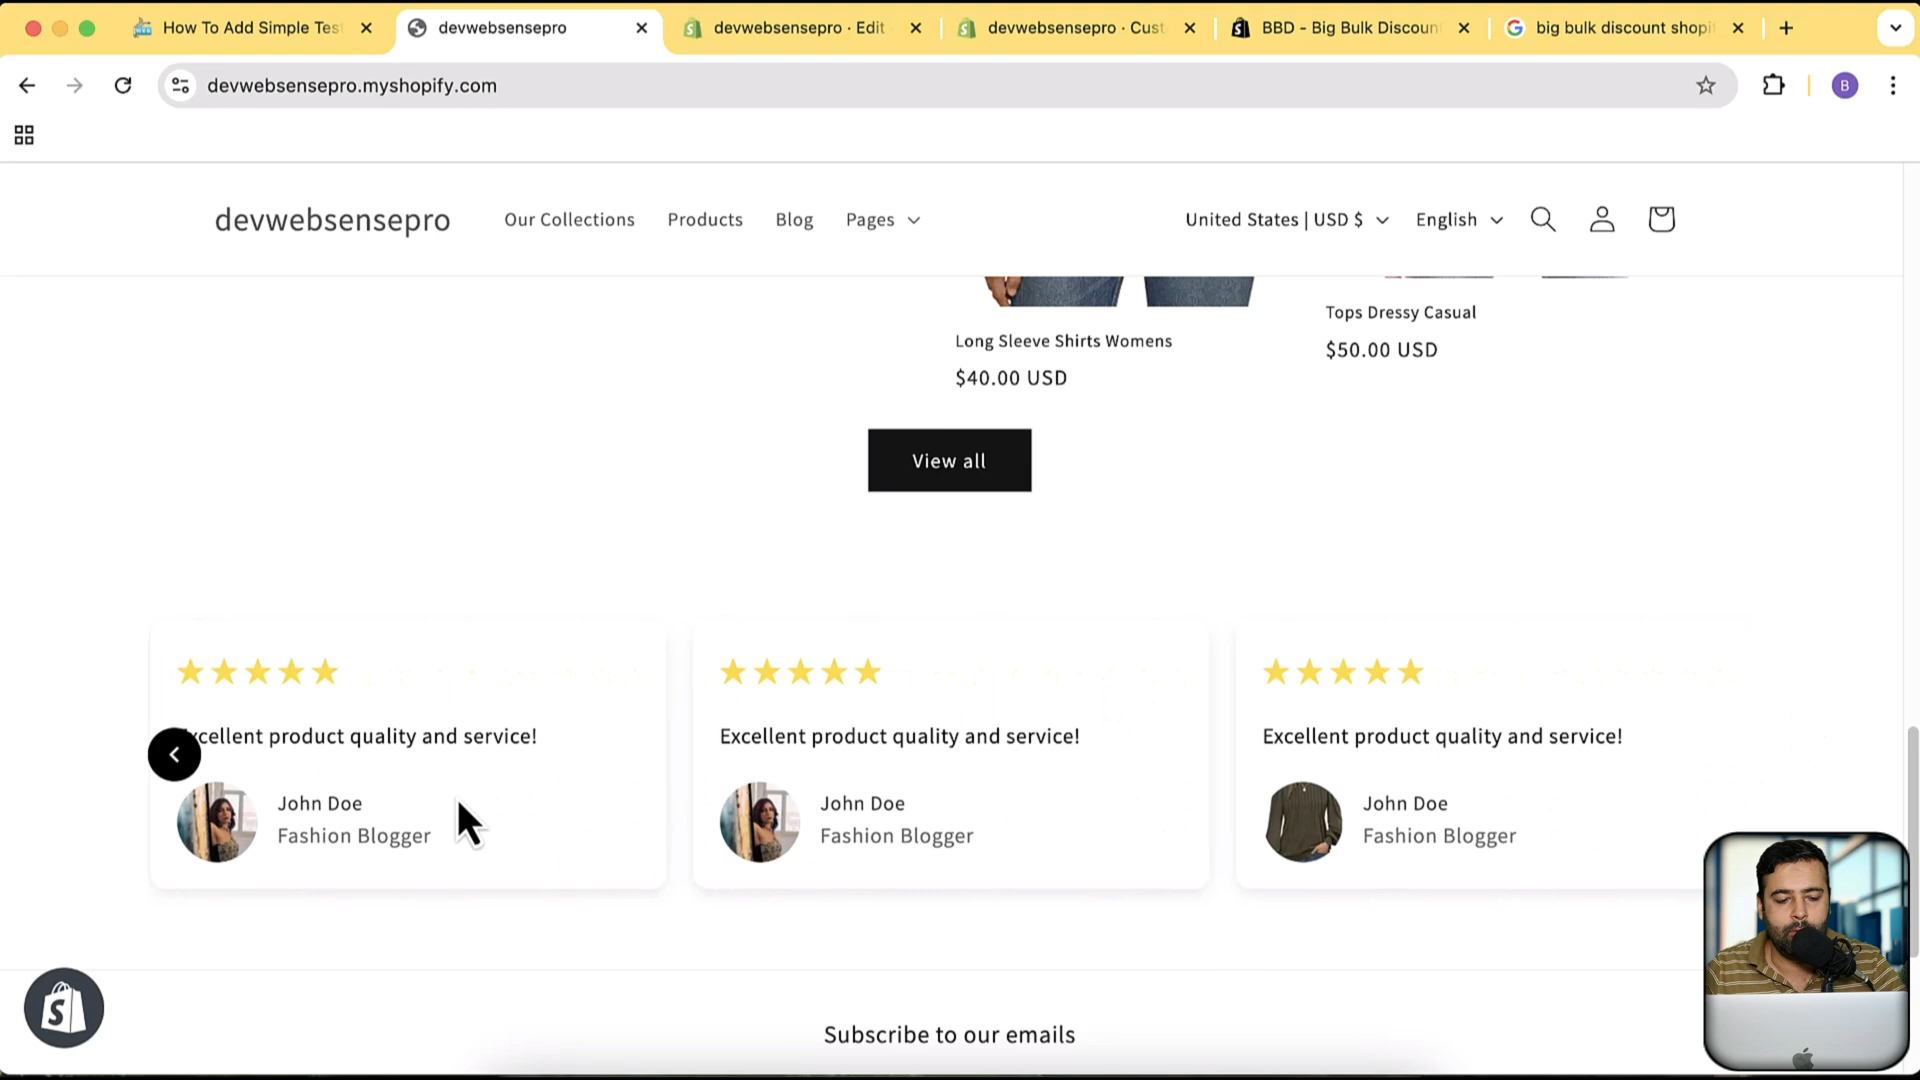 How To Add Simple Tes
devwebsensepro
devwebsensepro · Edit
devwebsensepro · Cust
BBD - Big Bulk Discoun
big bulk discount shopi
devwebsensepro.myshopify.com
B
devwebsensepro
Our Collections
Products
Blog
Pages
United States | USD $
English
Tops Dressy Casual
$50.00 USD
Long Sleeve Shirts Womens
$40.00 USD
View all
xcellent product quality and service!
John Doe
Fashion Blogger
Excellent product quality and service!
John Doe
Fashion Blogger
Excellent product quality and service!
John Doe
Fashion Blogger
Subscribe to our emails